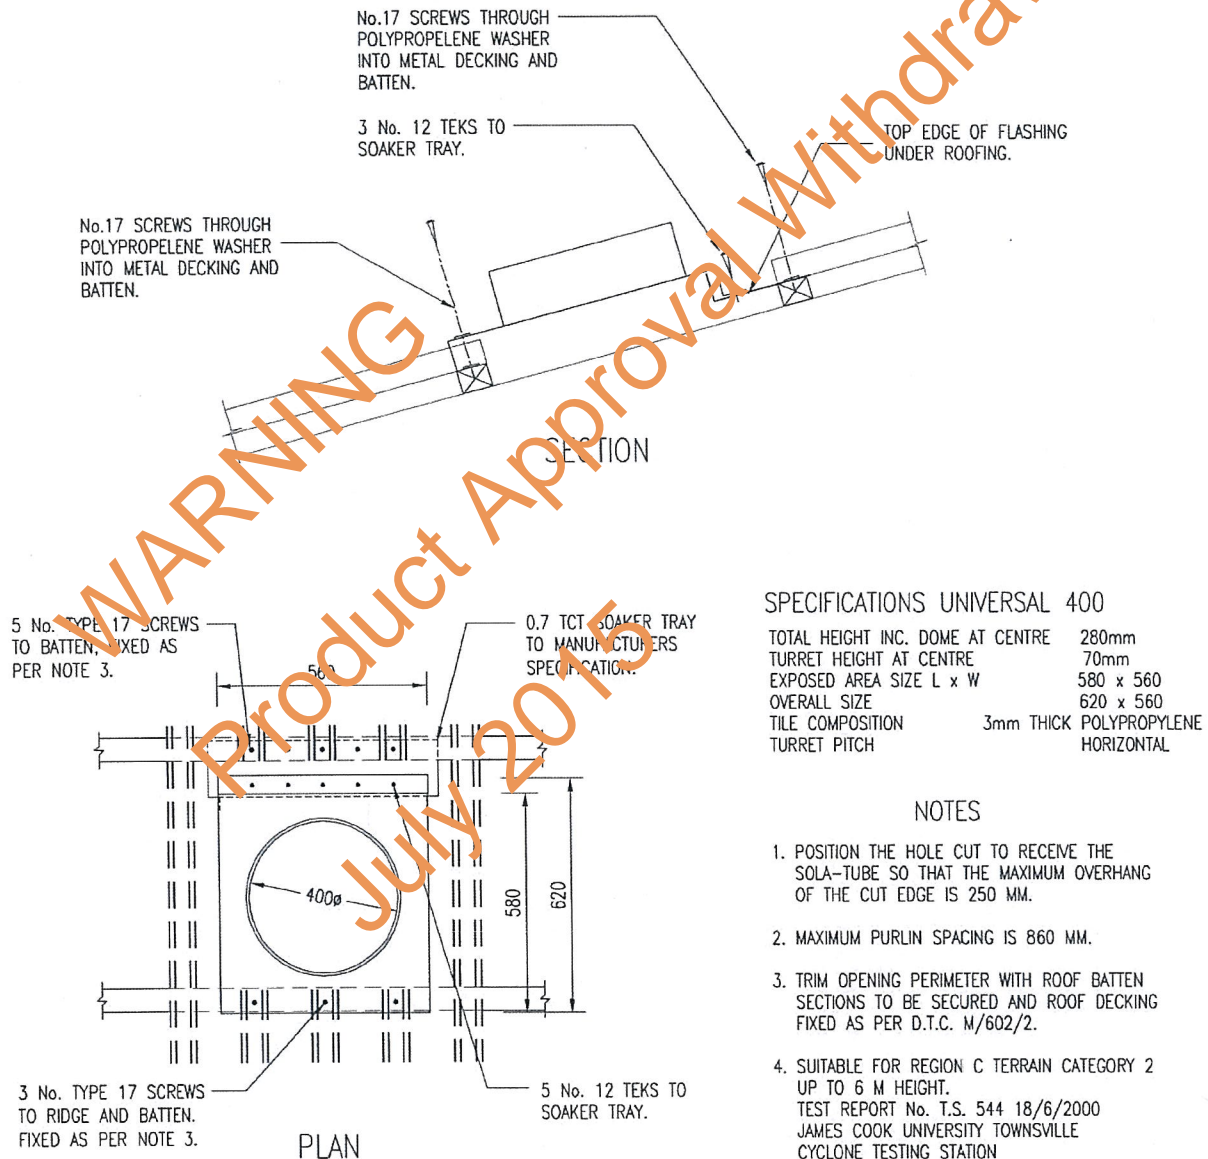 No.17 SCREWS THROUGH
POLYPROPELENE WASHER
INTO METAL DECKING AND
BATTEN.
3 No. 12 TEKS TO
SOAKER TRAY.
TOP EDGE OF FLASHING
UNDER ROOFING.
No.17 SCREWS THROUGH
POLYPROPELENE WASHER
INTO METAL DECKING AND
BATTEN.
SECTION
WARNING
Product Approval Withdra
July 2015
5 No. TYPE 17 SCREWS
TO BATTEN, FIXED AS
PER NOTE 3.
560
0.7 TCT SOAKER TRAY
TO MANUFACTURERS
SPECIFICATION.
400ø
580
620
3 No. TYPE 17 SCREWS
TO RIDGE AND BATTEN.
FIXED AS PER NOTE 3.
5 No. 12 TEKS TO
SOAKER TRAY.
PLAN
SPECIFICATIONS UNIVERSAL 400
TOTAL HEIGHT INC. DOME AT CENTRE 280mm
TURRET HEIGHT AT CENTRE 70mm
EXPOSED AREA SIZE L x W 580 x 560
OVERALL SIZE 620 x 560
TILE COMPOSITION 3mm THICK POLYPROPYLENE
TURRET PITCH HORIZONTAL
NOTES
1. POSITION THE HOLE CUT TO RECEIVE THE
SOLA-TUBE SO THAT THE MAXIMUM OVERHANG
OF THE CUT EDGE IS 250 MM.
2. MAXIMUM PURLIN SPACING IS 860 MM.
3. TRIM OPENING PERIMETER WITH ROOF BATTEN
SECTIONS TO BE SECURED AND ROOF DECKING
FIXED AS PER D.T.C. M/602/2.
4. SUITABLE FOR REGION C TERRAIN CATEGORY 2
UP TO 6 M HEIGHT.
TEST REPORT No. T.S. 544 18/6/2000
JAMES COOK UNIVERSITY TOWNSVILLE
CYCLONE TESTING STATION